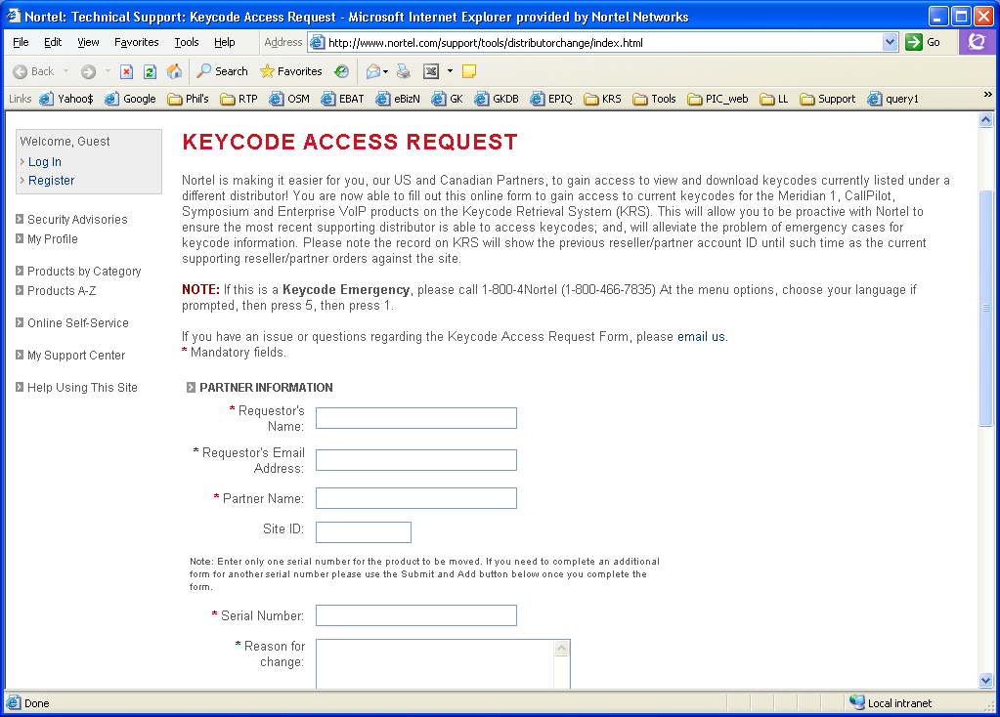 Nortel: Technical Support: Keycode Access Request - Microsoft Internet Explorer provided by Nortel Networks
File Edit View Favorites Tools Help Address http://www.nortel.com/support/tools/distributorchange/index.html Go
Back Search Favorites
Links Yahoo$ Google Phil's RTP OSM EBAT eBizN GK GKDB EPIQ KRS Tools PIC_web LL Support query1 »
Welcome, Guest
> Log In
> Register
Security Advisories
My Profile
Products by Category
Products A-Z
Online Self-Service
My Support Center
Help Using This Site
KEYCODE ACCESS REQUEST
Nortel is making it easier for you, our US and Canadian Partners, to gain access to view and download keycodes currently listed under a
different distributor! You are now able to fill out this online form to gain access to current keycodes for the Meridian 1, CallPilot,
Symposium and Enterprise VoIP products on the Keycode Retrieval System (KRS). This will allow you to be proactive with Nortel to
ensure the most recent supporting distributor is able to access keycodes; and, will alleviate the problem of emergency cases for
keycode information. Please note the record on KRS will show the previous reseller/partner account ID until such time as the current
supporting reseller/partner orders against the site.
NOTE: If this is a Keycode Emergency, please call 1-800-4Nortel (1-800-466-7835) At the menu options, choose your language if
prompted, then press 5, then press 1.
If you have an issue or questions regarding the Keycode Access Request Form, please email us.
* Mandatory fields.
PARTNER INFORMATION
* Requestor's
Name:
* Requestor's Email
Address:
* Partner Name:
Site ID:
Note: Enter only one serial number for the product to be moved. If you need to complete an additional
form for another serial number please use the Submit and Add button below once you complete the
form.
* Serial Number:
* Reason for
change:
Done Local intranet